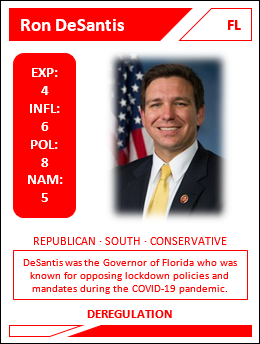 Ron DeSantis
FL
EXP:
4
INFL:
6
POL:
8
NAM:
5
REPUBLICAN · SOUTH · CONSERVATIVE
DeSantis was the Governor of Florida who was
known for opposing lockdown policies and
mandates during the COVID-19 pandemic.
DEREGULATION